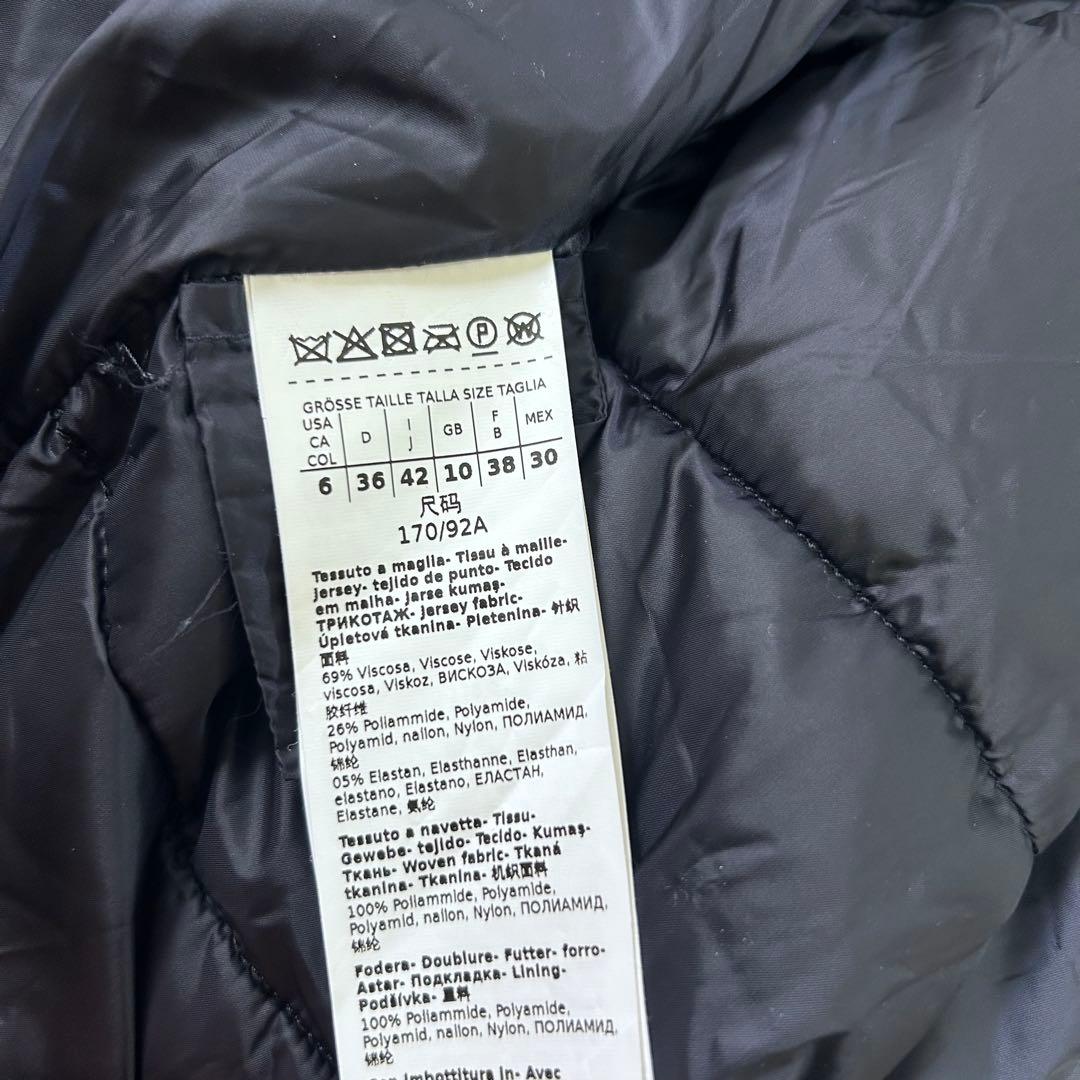 P W
GRÖSSE TAILLE TALLA SIZE TAGLIA
USA CA COL D I J GB F B MEX
6 36 42 10 38 30
尺码
170/92A
Tessuto a maglia- Tissu à maille-
Jersey- tejido de punto- Tecido
em malha- Jarse kumaş-
ТРИКОТАЖ- Jersey fabric-
Úpletová tkanina- Pletenina- 针织
面料
69% Viscosa, Viscose, Viskose,
viscosa, Viskoz, ВИСКОЗА, Viskóza, 粘
胶纤维
26% Poliammide, Polyamide,
Polyamid, nailon, Nylon, ПОЛИАМИД,
锦纶
05% Elastan, Elasthanne, Elasthan,
elastano, Elastano, ЕЛАСТАН,
Elastane, 氨纶
Tessuto a navetta- Tissu-
Gewebe- tejido- Tecido- Kumaş-
Ткань- Woven fabric- Tkaná
tkanina- Tkanina- 机织面料
100% Poliammide, Polyamide,
Polyamid, nailon, Nylon, ПОЛИАМИД,
锦纶
Fodera- Doublure- Futter- forro-
Astar- Подкладка- Lining-
Podšívka- 里料
100% Poliammide, Polyamide,
Polyamid, nailon, Nylon, ПОЛИАМИД,
锦纶
Con Imbottitura in- Avec